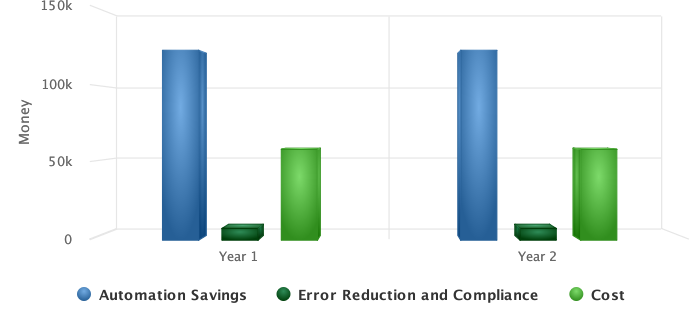 150k
100k
50k
0
Money
Year 1
Year 2
Automation Savings
Error Reduction and Compliance
Cost